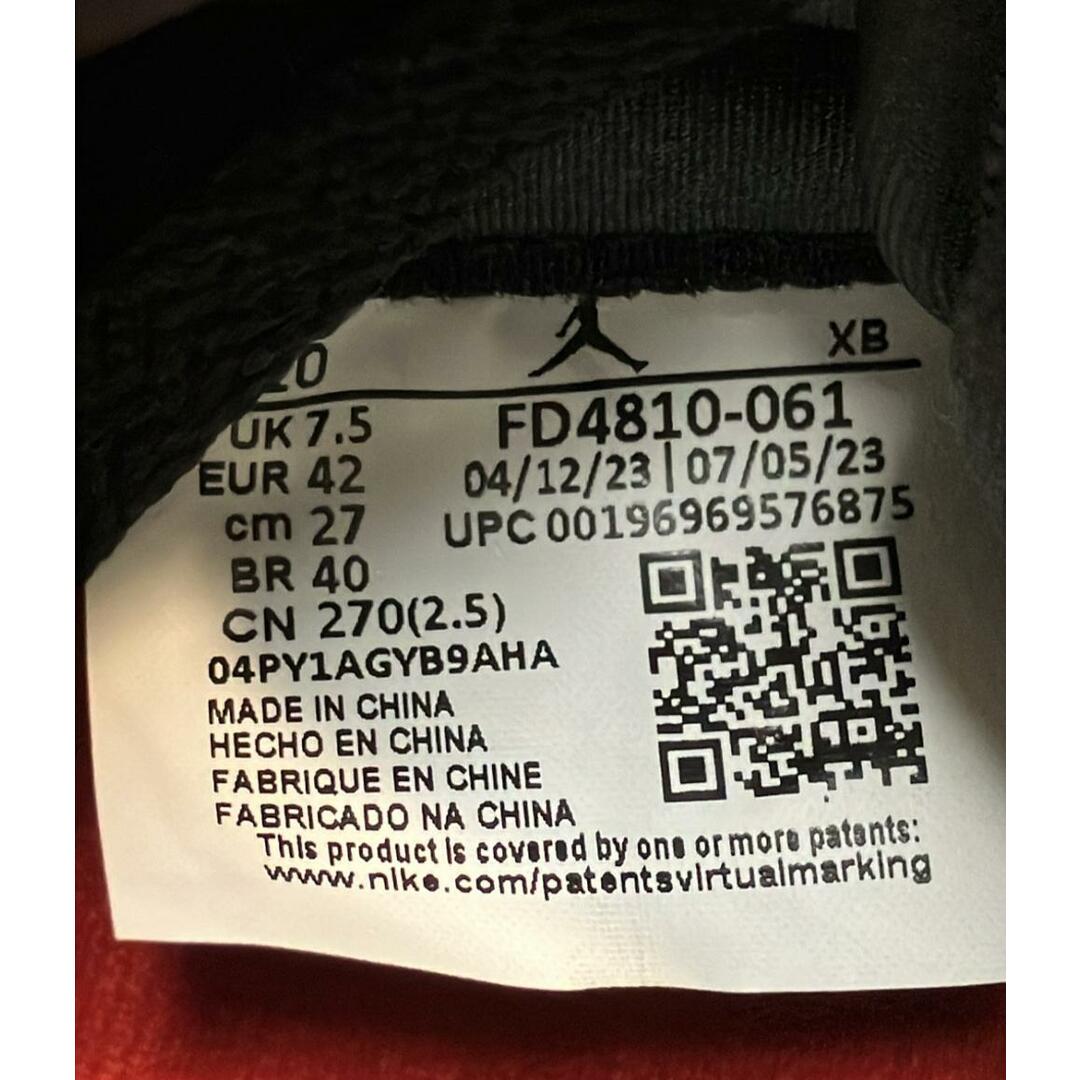 XB
UK 7.5 FD4810-061
EUR 42 04/12/23 | 07/05/23
cm 27 UPC 00196969576875
BR 40
CN 270(2.5)
04PY1AGYB9AHA
MADE IN CHINA
HECHO EN CHINA
FABRIQUE EN CHINE
FABRICADO NA CHINA
This product is covered by one or more patents:
www.nike.com/patentsvirtualmarking